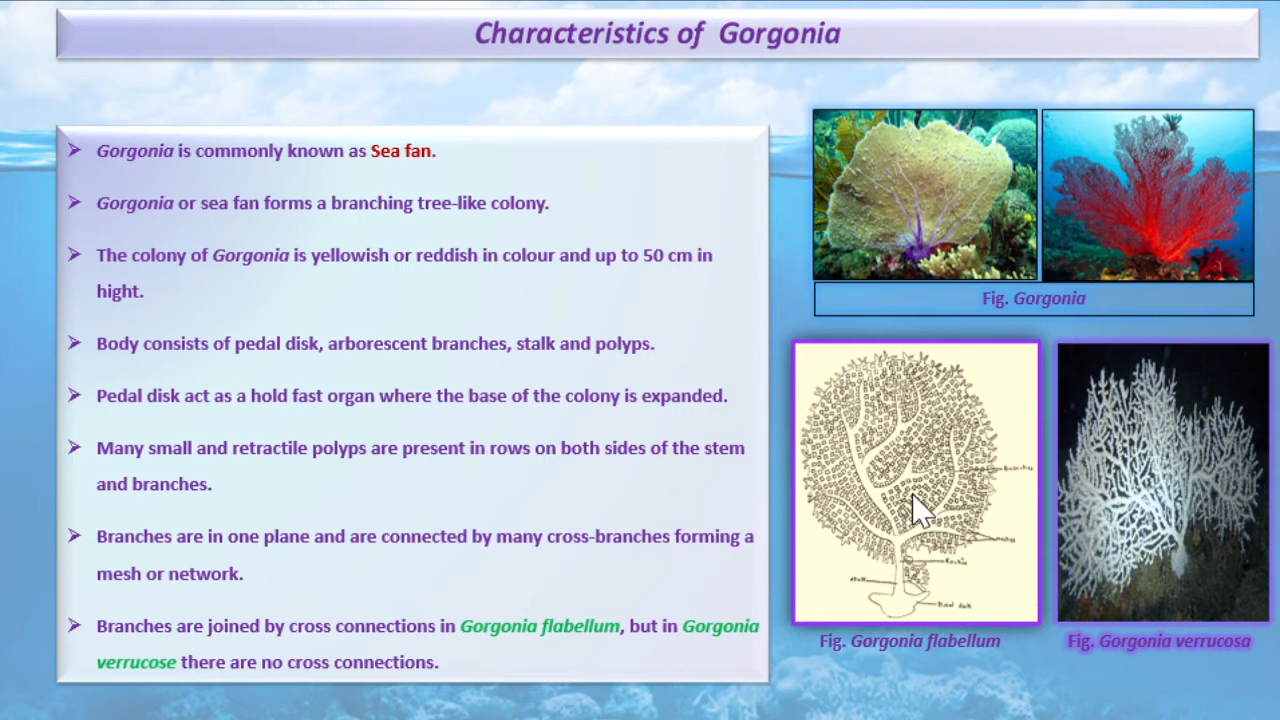 Characteristics of Gorgonia
➢ Gorgonia is commonly known as Sea fan.
➢ Gorgonia or sea fan forms a branching tree-like colony.
➢ The colony of Gorgonia is yellowish or reddish in colour and up to 50 cm in
hight.
➢ Body consists of pedal disk, arborescent branches, stalk and polyps.
➢ Pedal disk act as a hold fast organ where the base of the colony is expanded.
➢ Many small and retractile polyps are present in rows on both sides of the stem
and branches.
➢ Branches are in one plane and are connected by many cross-branches forming a
mesh or network.
➢ Branches are joined by cross connections in Gorgonia flabellum, but in Gorgonia
verrucose there are no cross connections.
Fig. Gorgonia
Branches
stalk
Fig. Gorgonia flabellum
Fig. Gorgonia verrucosa